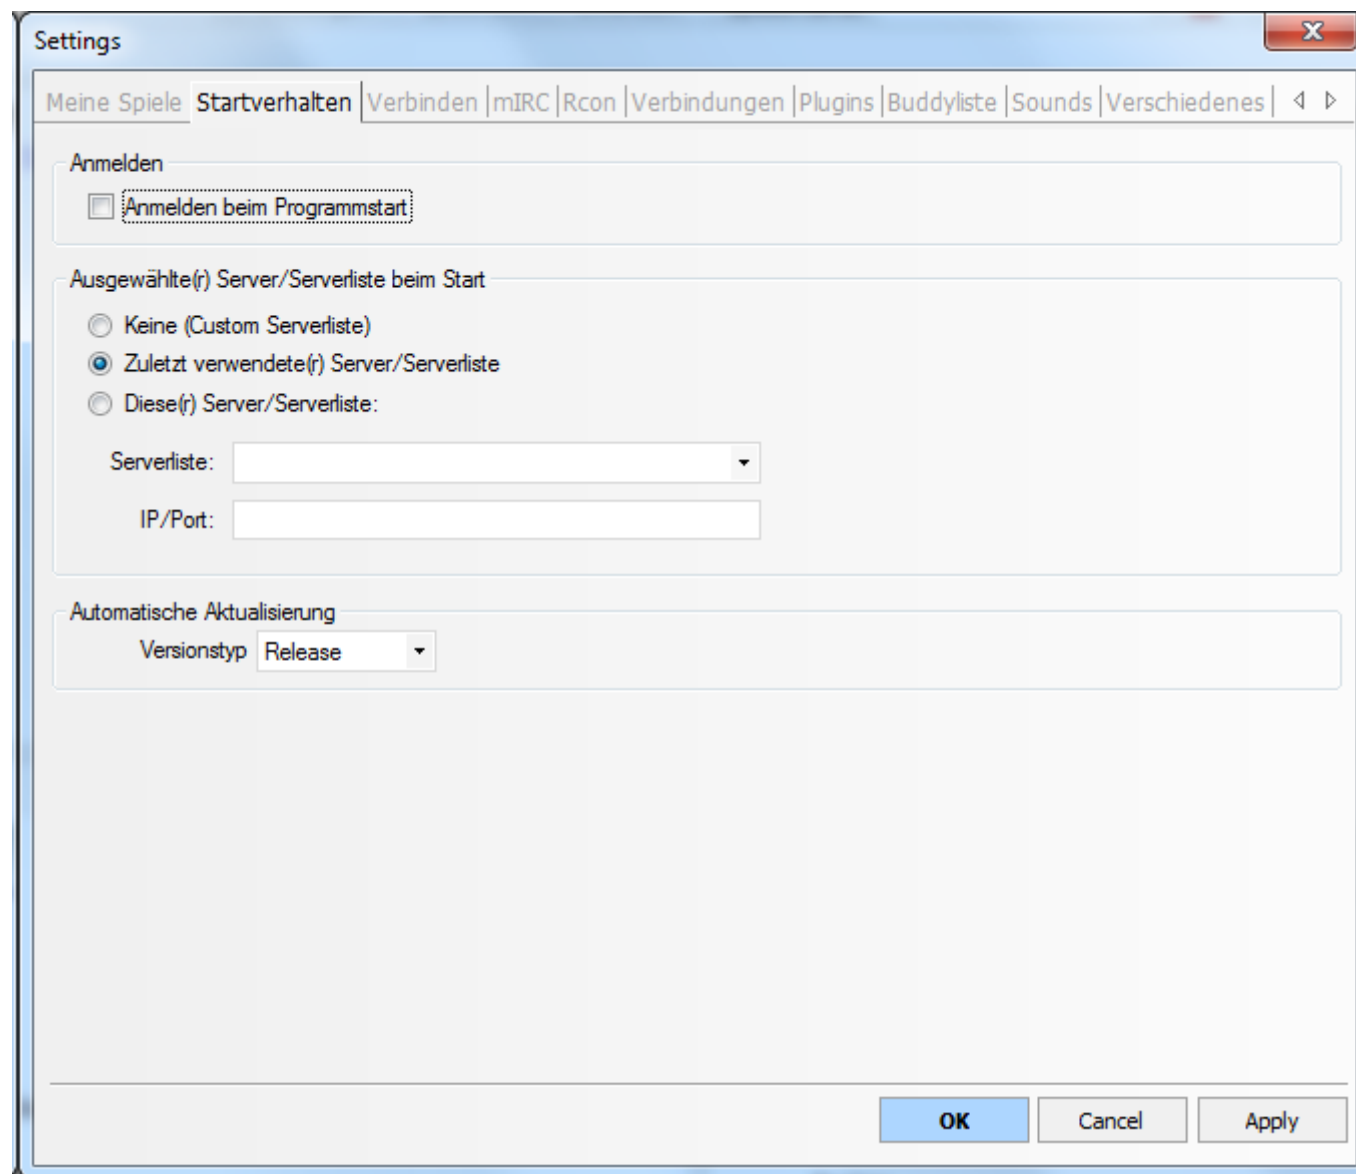 Settings
Meine Spiele Startverhalten Verbinden mIRC Rcon Verbindungen Plugins Buddyliste Sounds Verschiedenes
Anmelden
Anmelden beim Programmstart
Ausgewählte(r) Server/Serverliste beim Start
Keine (Custom Serverliste)
Zuletzt verwendete(r) Server/Serverliste
Diese(r) Server/Serverliste:
Serverliste:
IP/Port:
Automatische Aktualisierung
Versionstyp Release
OK Cancel Apply